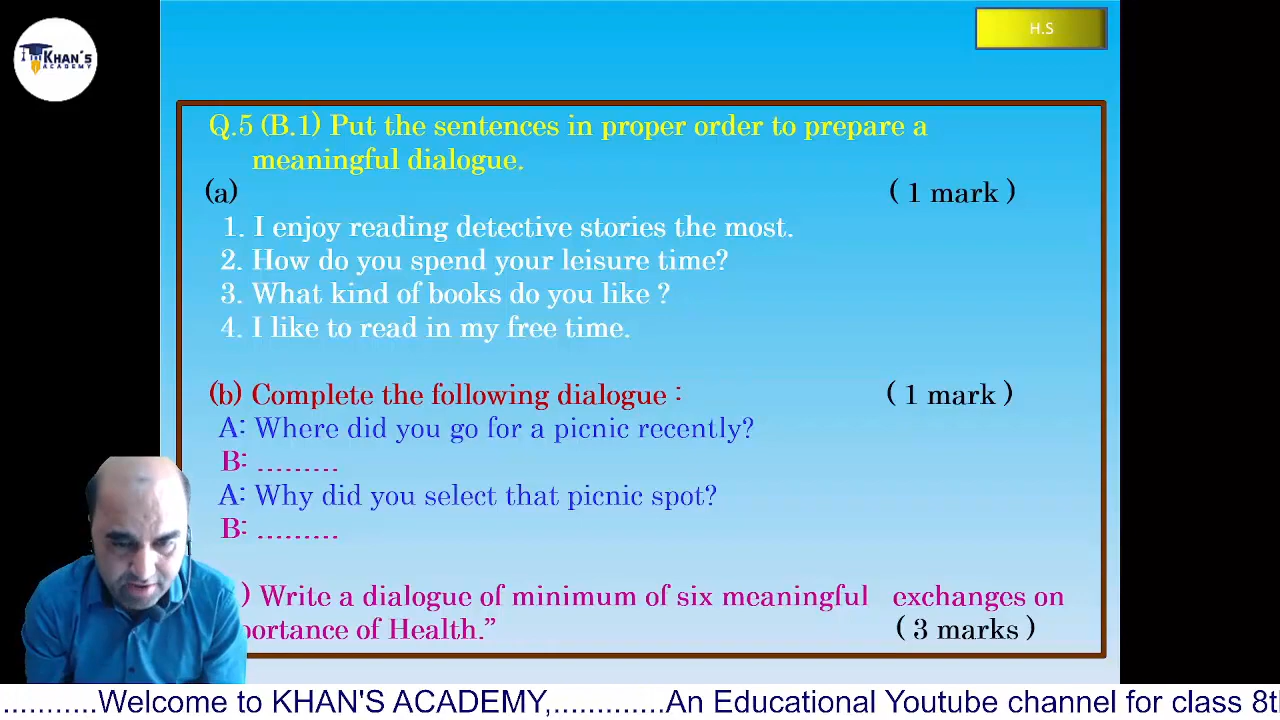 KHAN'S
ACADEMY
H.S
Q.5 (B.1) Put the sentences in proper order to prepare a
meaningful dialogue.
(a) ( 1 mark )
1. I enjoy reading detective stories the most.
2. How do you spend your leisure time?
3. What kind of books do you like ?
4. I like to read in my free time.
(b) Complete the following dialogue : ( 1 mark )
A: Where did you go for a picnic recently?
B: .........
A: Why did you select that picnic spot?
B: .........
) Write a dialogue of minimum of six meaningful exchanges on
portance of Health.” ( 3 marks )
...........Welcome to KHAN'S ACADEMY,.............An Educational Youtube channel for class 8t